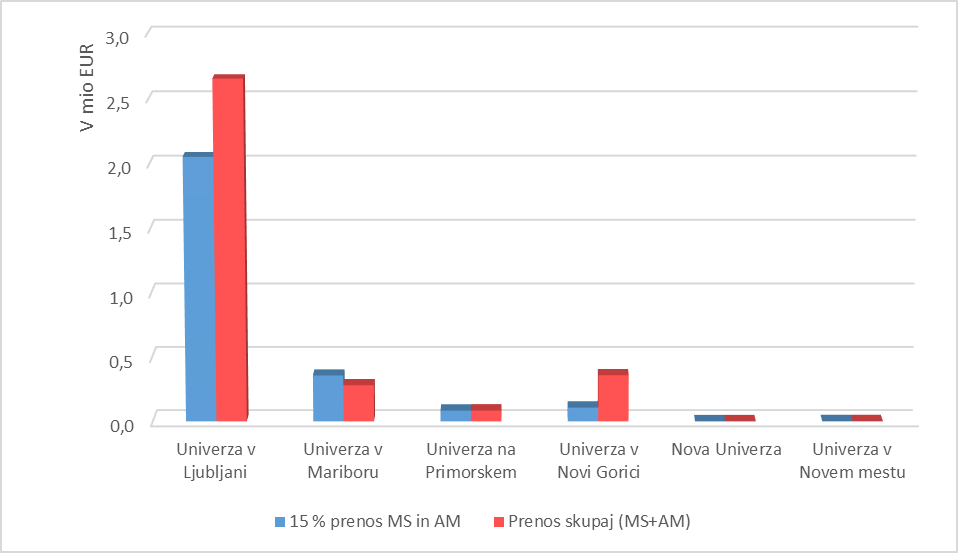 V mio EUR
3,0
2,5
2,0
1,5
1,0
0,5
0,0
Univerza v
Ljubljani
Univerza v
Mariboru
Univerza na
Primorskem
Univerza v
Novi Gorici
Nova Univerza
Univerza v
Novem mestu
15 % prenos MS in AM
Prenos skupaj (MS+AM)